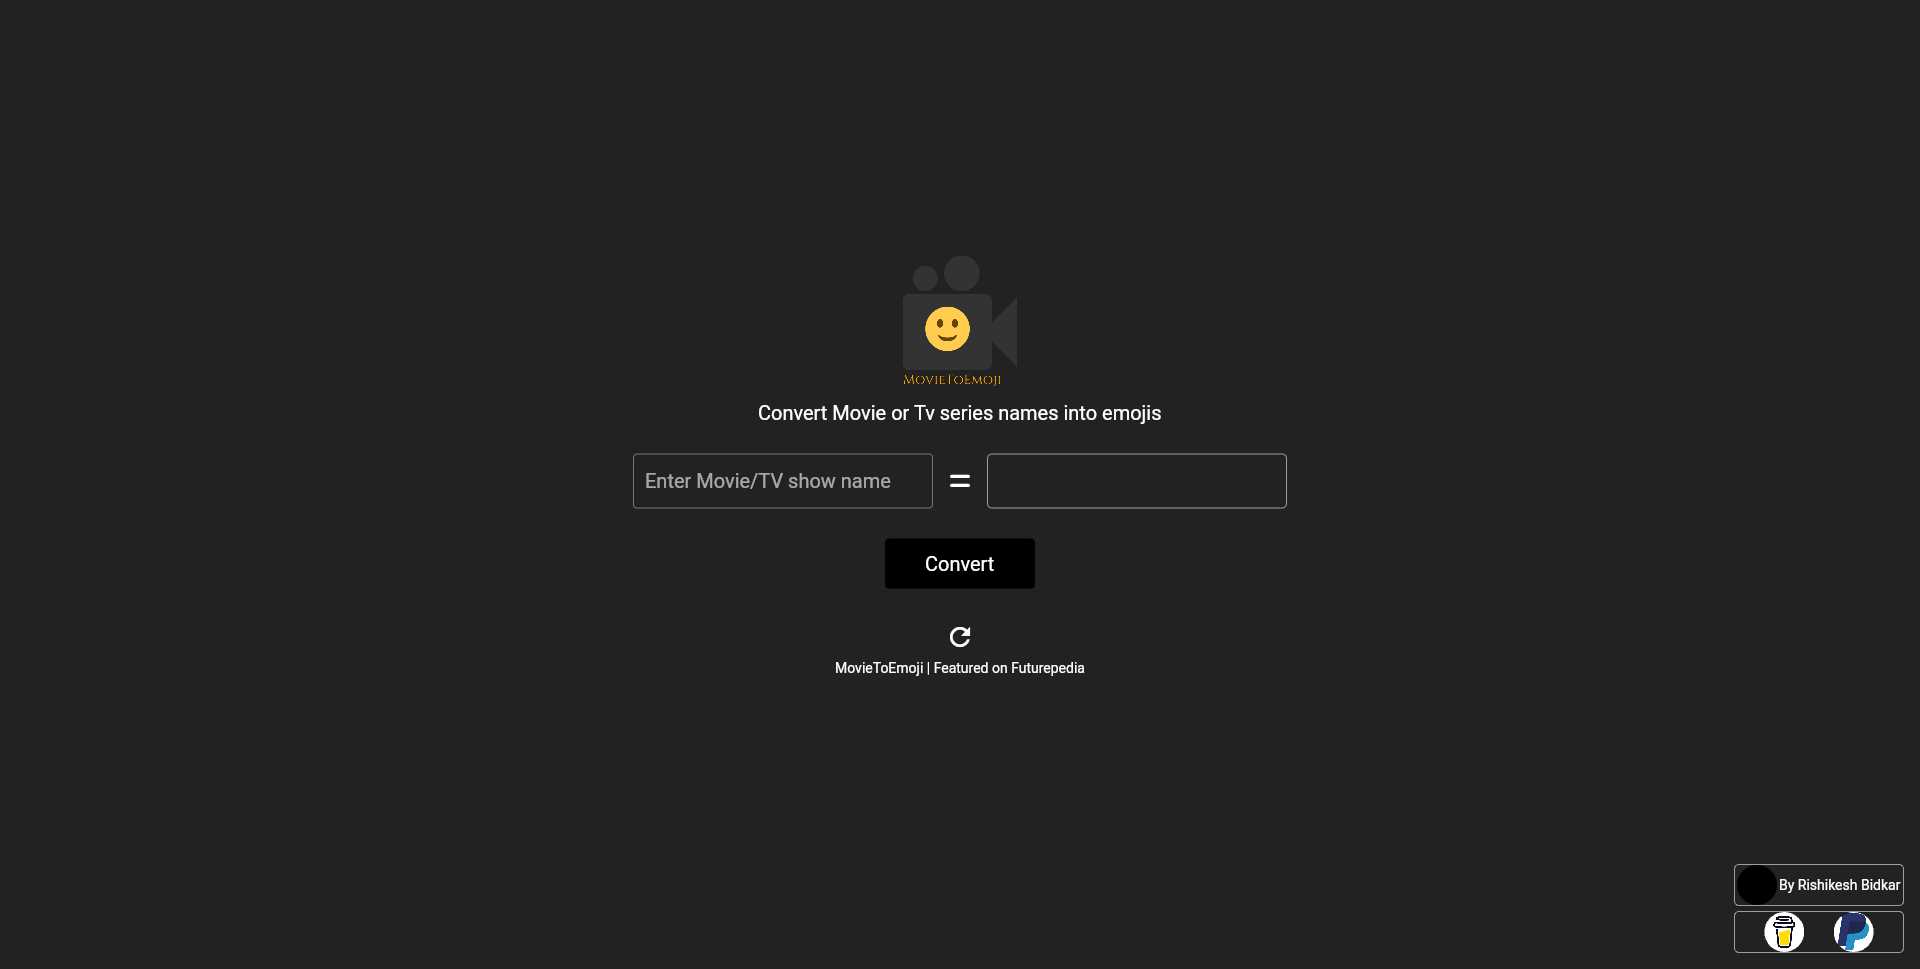 MovieToEmoji
Convert Movie or Tv series names into emojis
Enter Movie/TV show name
=
Convert
MovieToEmoji | Featured on Futurepedia
By Rishikesh Bidkar